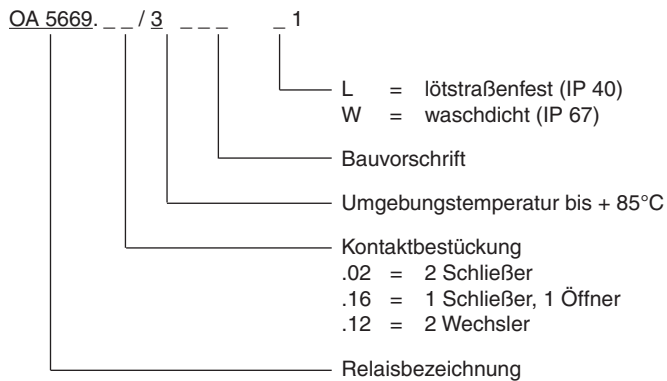 OA 5669. _ _ / 3 _ _ _ _ 1
L = lötstraßenfest (IP 40)
W = waschdicht (IP 67)
Bauvorschrift
Umgebungstemperatur bis + 85°C
Kontaktbestückung
.02 = 2 Schließer
.16 = 1 Schließer, 1 Öffner
.12 = 2 Wechsler
Relaisbezeichnung